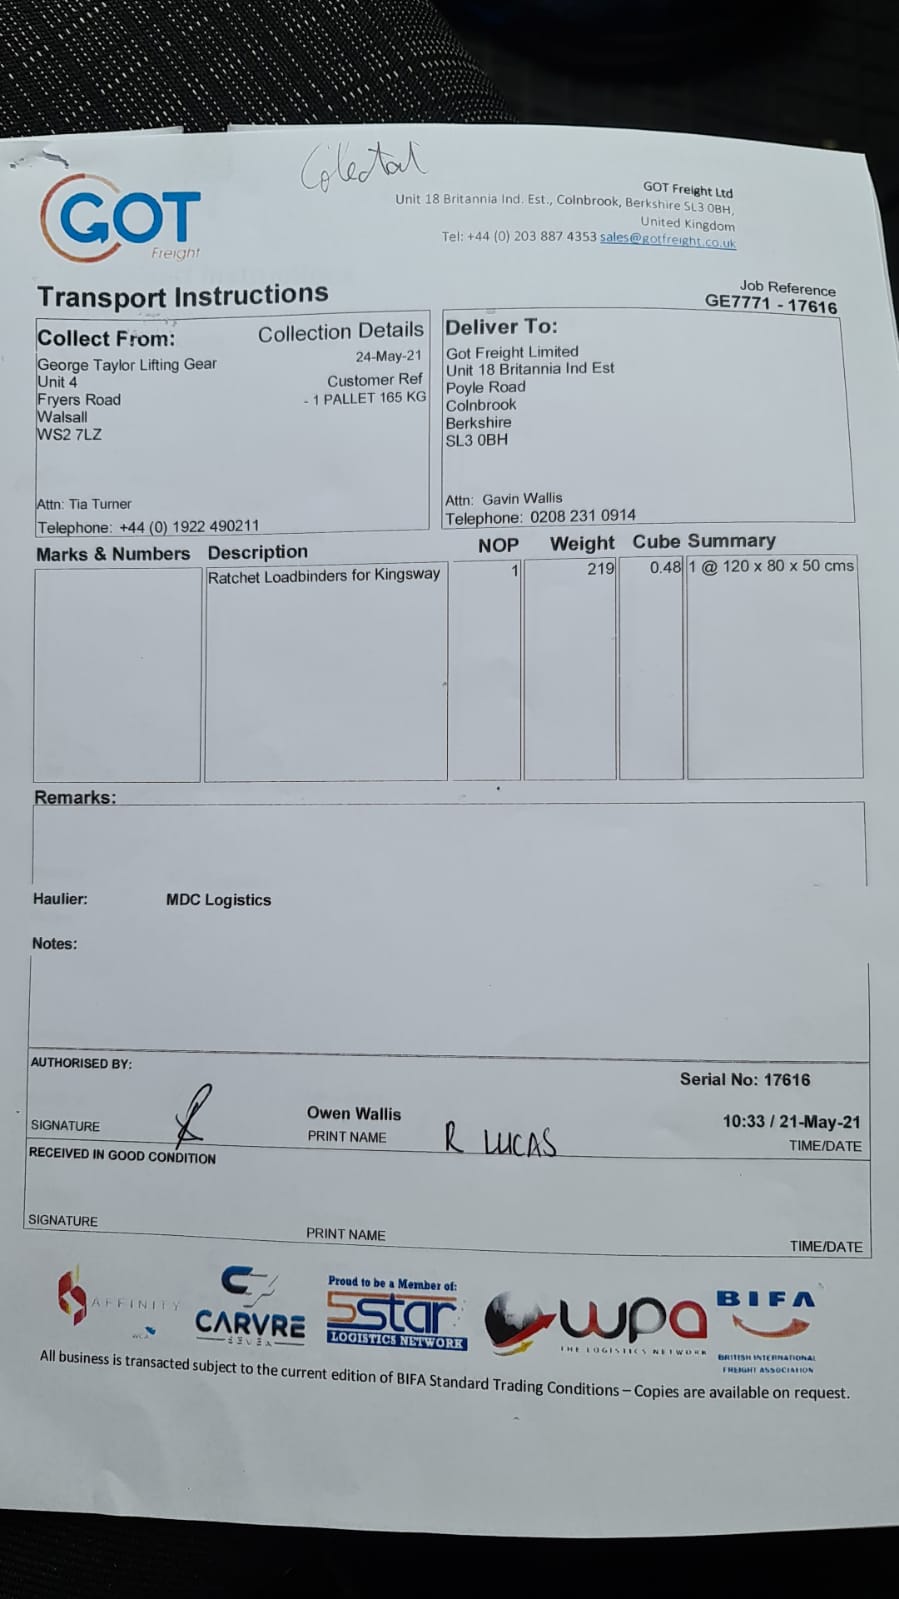 Colectat
GOT
Freight
GOT Freight Ltd
Unit 18 Britannia Ind. Est., Colnbrook, Berkshire SL3 0BH,
United Kingdom
Tel: +44 (0) 203 887 4353 sales@gotfreight.co.uk
Transport Instructions
Job Reference
GE7771 - 17616
Collect From:
Collection Details
George Taylor Lifting Gear
24-May-21
Unit 4
Customer Ref
Fryers Road
- 1 PALLET 165 KG
Walsall
WS2 7LZ
Attn: Tia Turner
Telephone: +44 (0) 1922 490211
Deliver To:
Got Freight Limited
Unit 18 Britannia Ind Est
Poyle Road
Colnbrook
Berkshire
SL3 0BH
Attn: Gavin Wallis
Telephone: 0208 231 0914
Marks & Numbers Description NOP Weight Cube Summary
Ratchet Loadbinders for Kingsway 1 219 0.48 1 @ 120 x 80 x 50 cms
Remarks:
Haulier: MDC Logistics
Notes:
AUTHORISED BY:
Serial No: 17616
Owen Wallis
10:33 / 21-May-21
SIGNATURE PRINT NAME R LUCAS TIME/DATE
RECEIVED IN GOOD CONDITION
SIGNATURE PRINT NAME TIME/DATE
AFFINITY
WCA
CARVRE
SEVEN
Proud to be a Member of:
5star
LOGISTICS NETWORK
wpa
THE LOGISTICS NETWORK
BIFA
BRITISH INTERNATIONAL
FREIGHT ASSOCIATION
All business is transacted subject to the current edition of BIFA Standard Trading Conditions – Copies are available on request.